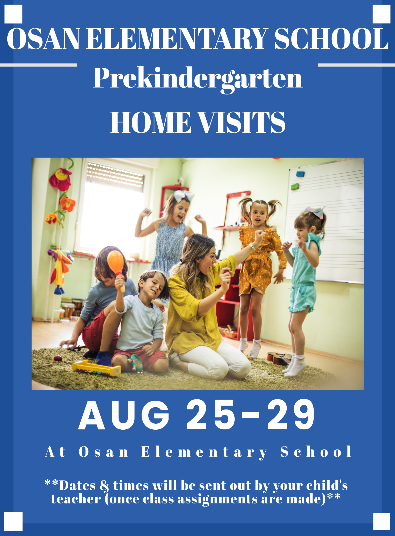 OSAN ELEMENTARY SCHOOL
Prekindergarten
HOME VISITS
AUG 25-29
At Osan Elementary School
**Dates & times will be sent out by your child's
teacher (once class assignments are made)**